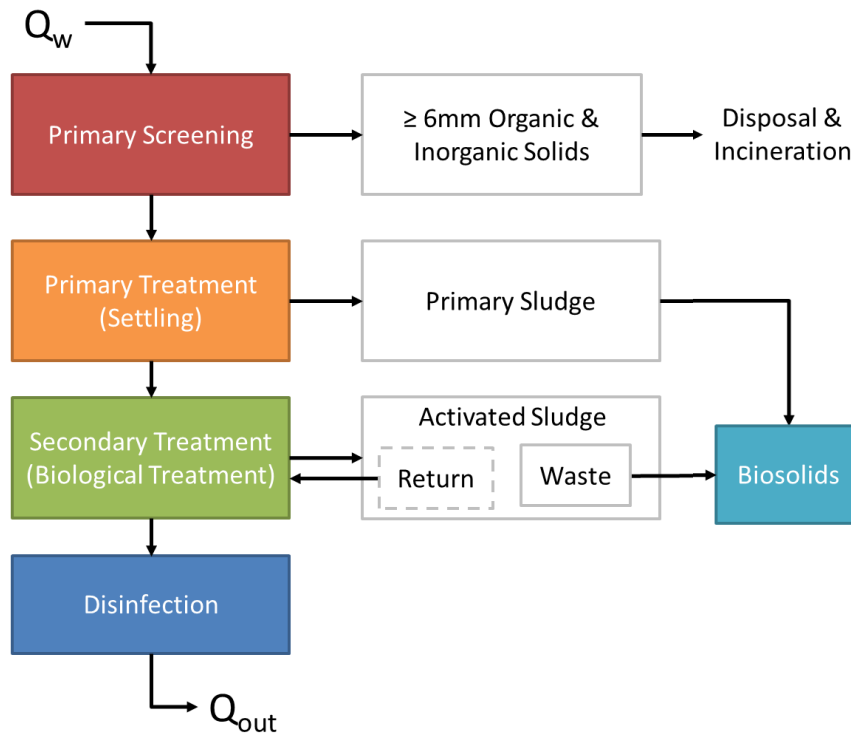 Qw
Primary Screening
≥ 6mm Organic &
Inorganic Solids
Disposal &
Incineration
Primary Treatment
(Settling)
Primary Sludge
Secondary Treatment
(Biological Treatment)
Activated Sludge
Return
Waste
Biosolids
Disinfection
Qout